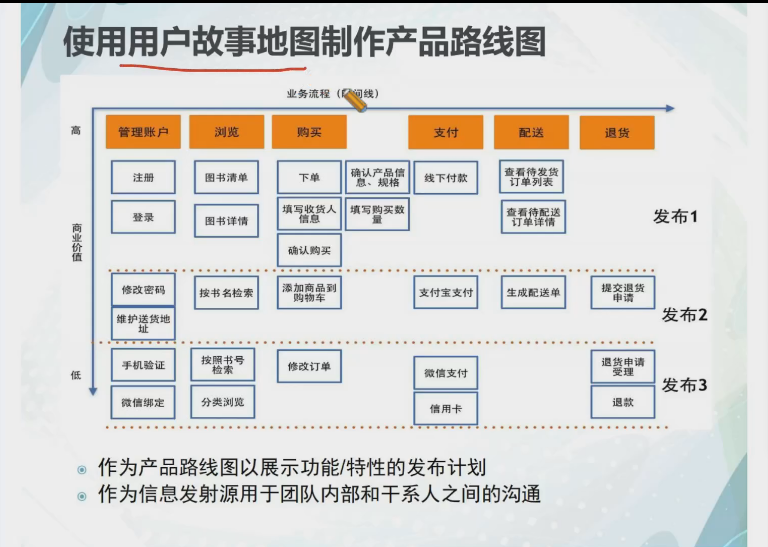 使用用户故事地图制作产品路线图
业务流程（时间线）
高
管理账户
浏览
购买
支付
配送
退货
注册
图书清单
下单
确认产品信
息、规格
线下付款
查看待发货
订单列表
登录
图书详情
填写收货人
信息
填写购买数
量
查看待配送
订单详情
发布1
商业价值
确认购买
修改密码
按书名检索
添加商品到
购物车
支付宝支付
生成配送单
提交退货
申请
发布2
维护送货地
址
低
手机验证
按照书号
检索
修改订单
微信支付
退货申请
受理
发布3
微信绑定
分类浏览
信用卡
退款
作为产品路线图以展示功能/特性的发布计划
作为信息发射源用于团队内部和干系人之间的沟通